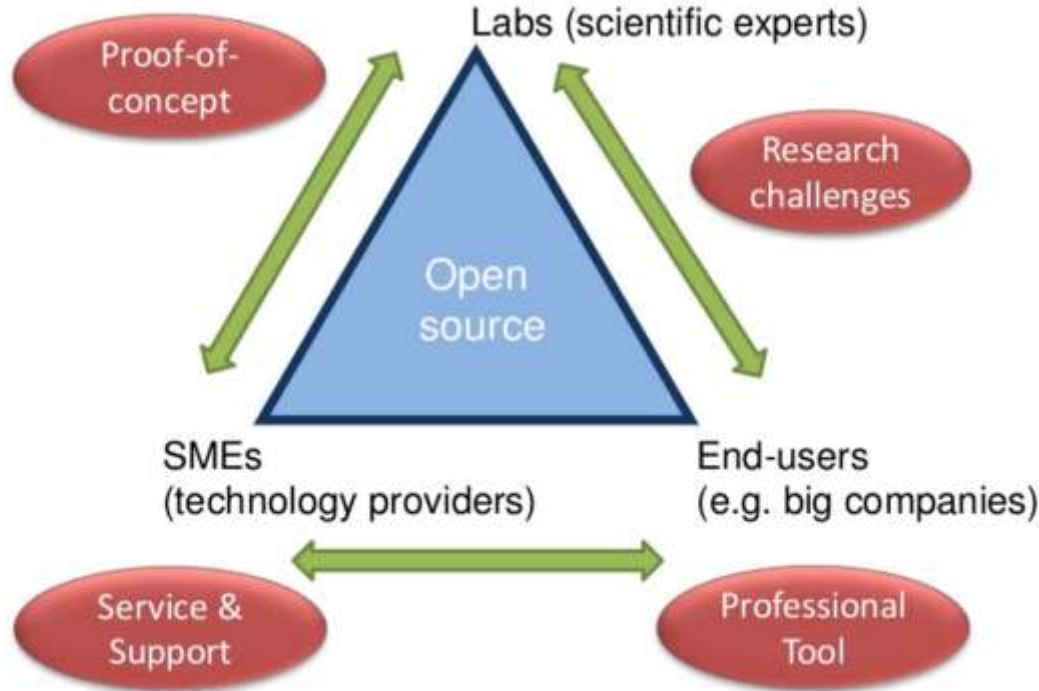 Labs (scientific experts)
Proof-of-
concept
Research
challenges
Open
source
SMEs
(technology providers)
End-users
(e.g. big companies)
Service &
Support
Professional
Tool